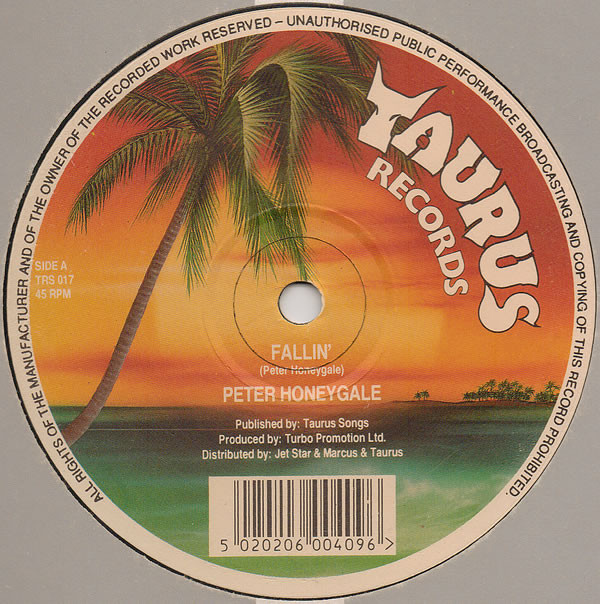 ALL RIGHTS OF THE MANUFACTURER AND OF THE OWNER OF THE RECORDED WORK RESERVED – UNAUTHORISED PUBLIC PERFORMANCE BROADCASTING AND COPYING OF THIS RECORD PROHIBITED.
TAURUS
RECORDS
SIDE A
TRS 017
45 RPM
FALLIN'
(Peter Honeygale)
PETER HONEYGALE
Published by: Taurus Songs
Produced by: Turbo Promotion Ltd.
Distributed by: Jet Star & Marcus & Taurus
5 020206 004096 >